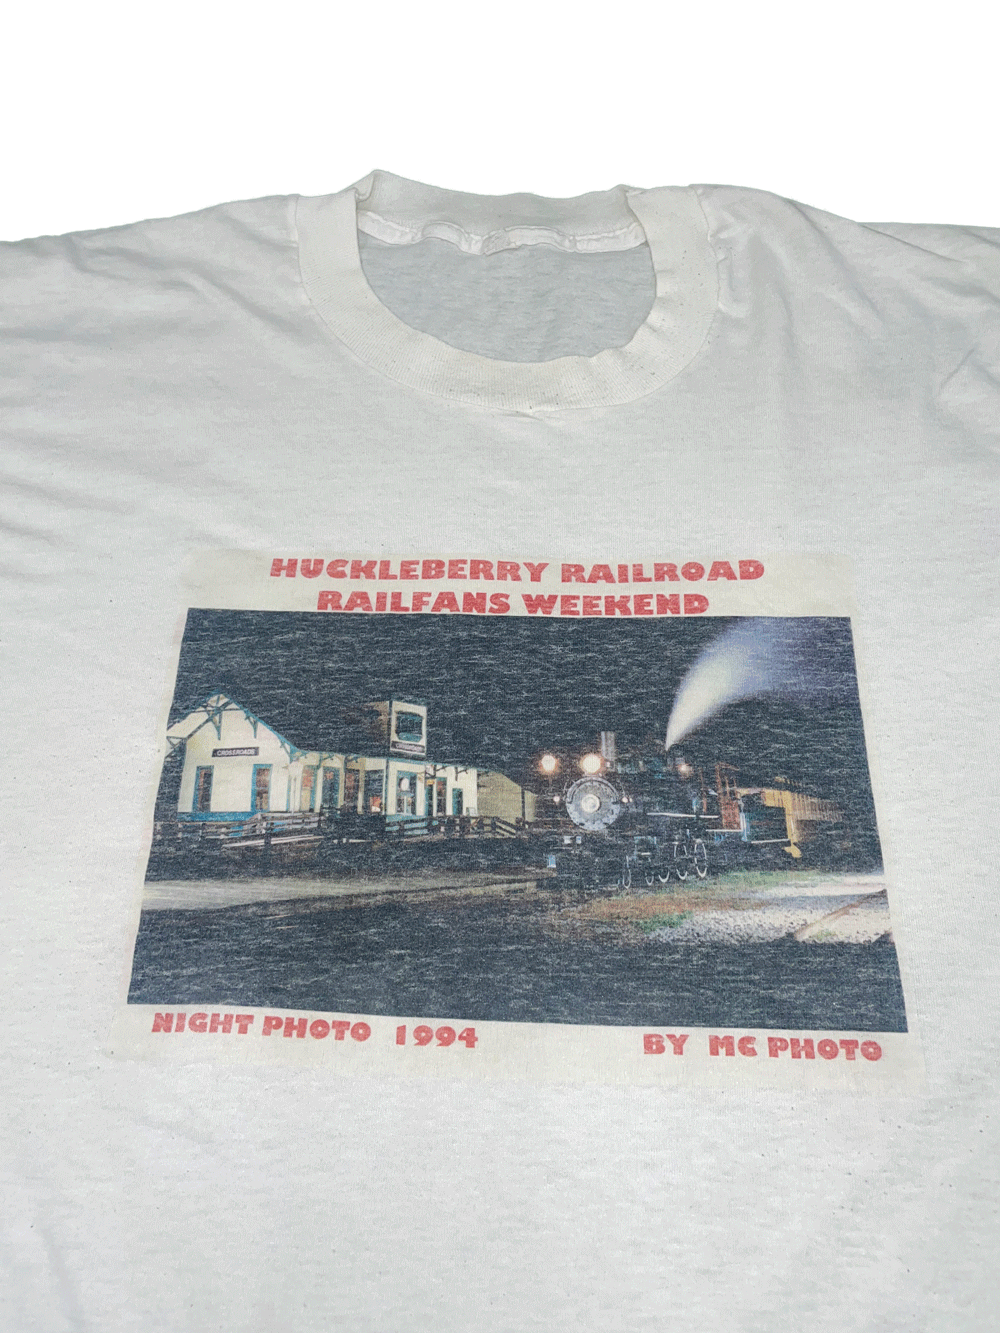 HUCKLEBERRY RAILROAD
RAILFANS WEEKEND
CROSSROADS
NIGHT PHOTO 1994
BY MC PHOTO